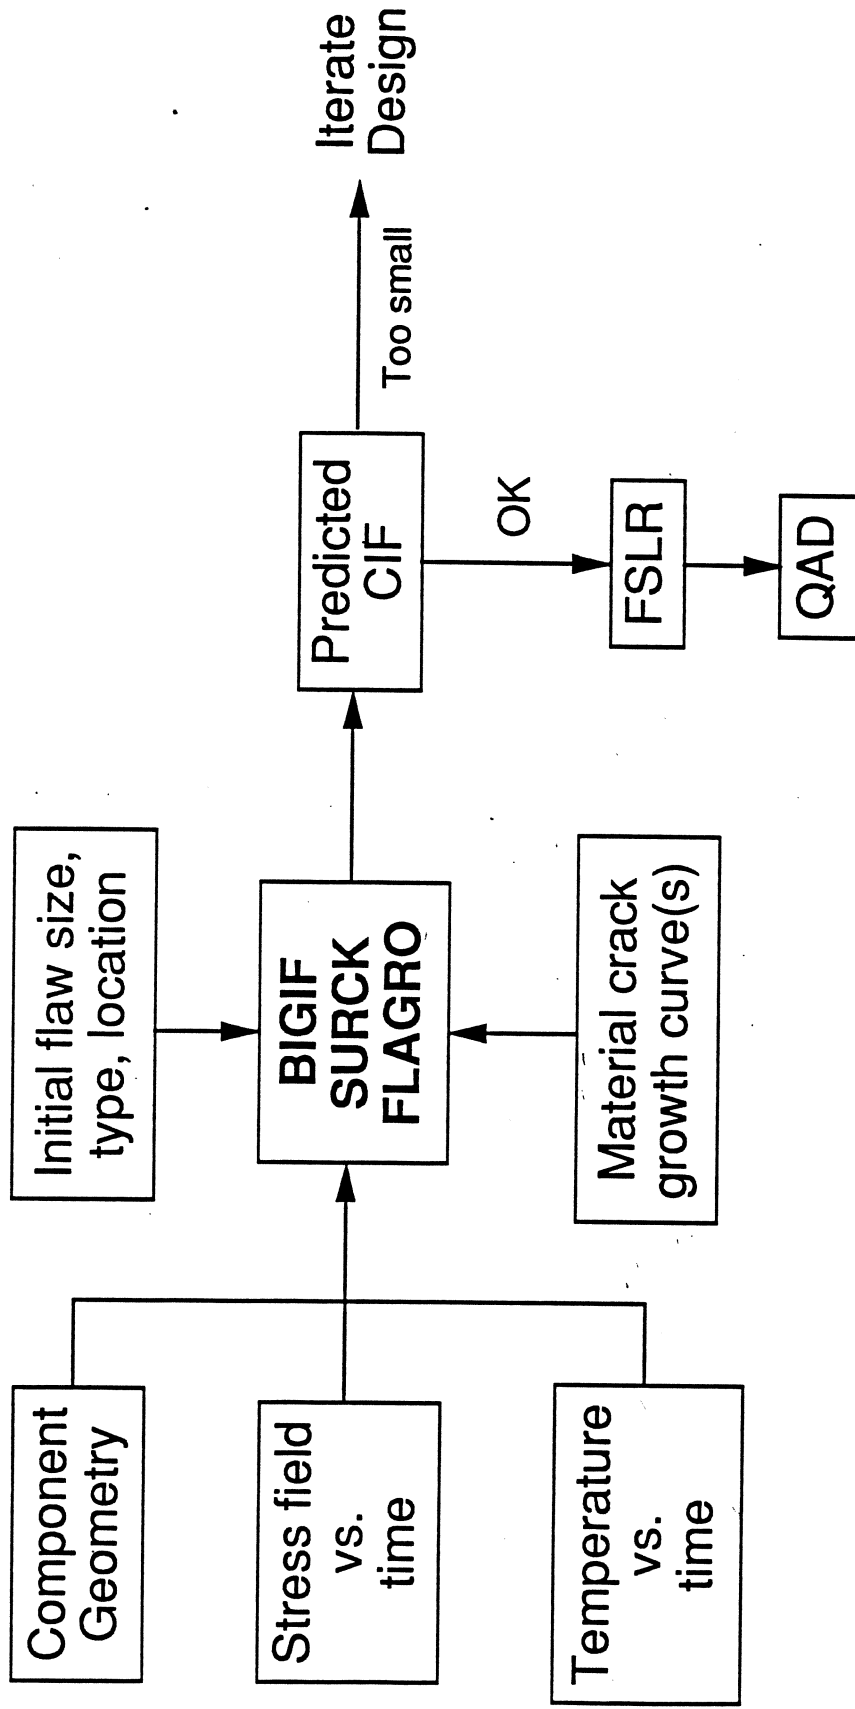 Component
Geometry
Stress field
vs.
time
Temperature
vs.
time
Initial flaw size,
type, location
BIGIF
SURCK
FLAGRO
Material crack
growth curve(s)
Predicted
CIF
Too small
Iterate
Design
OK
FSLR
QAD